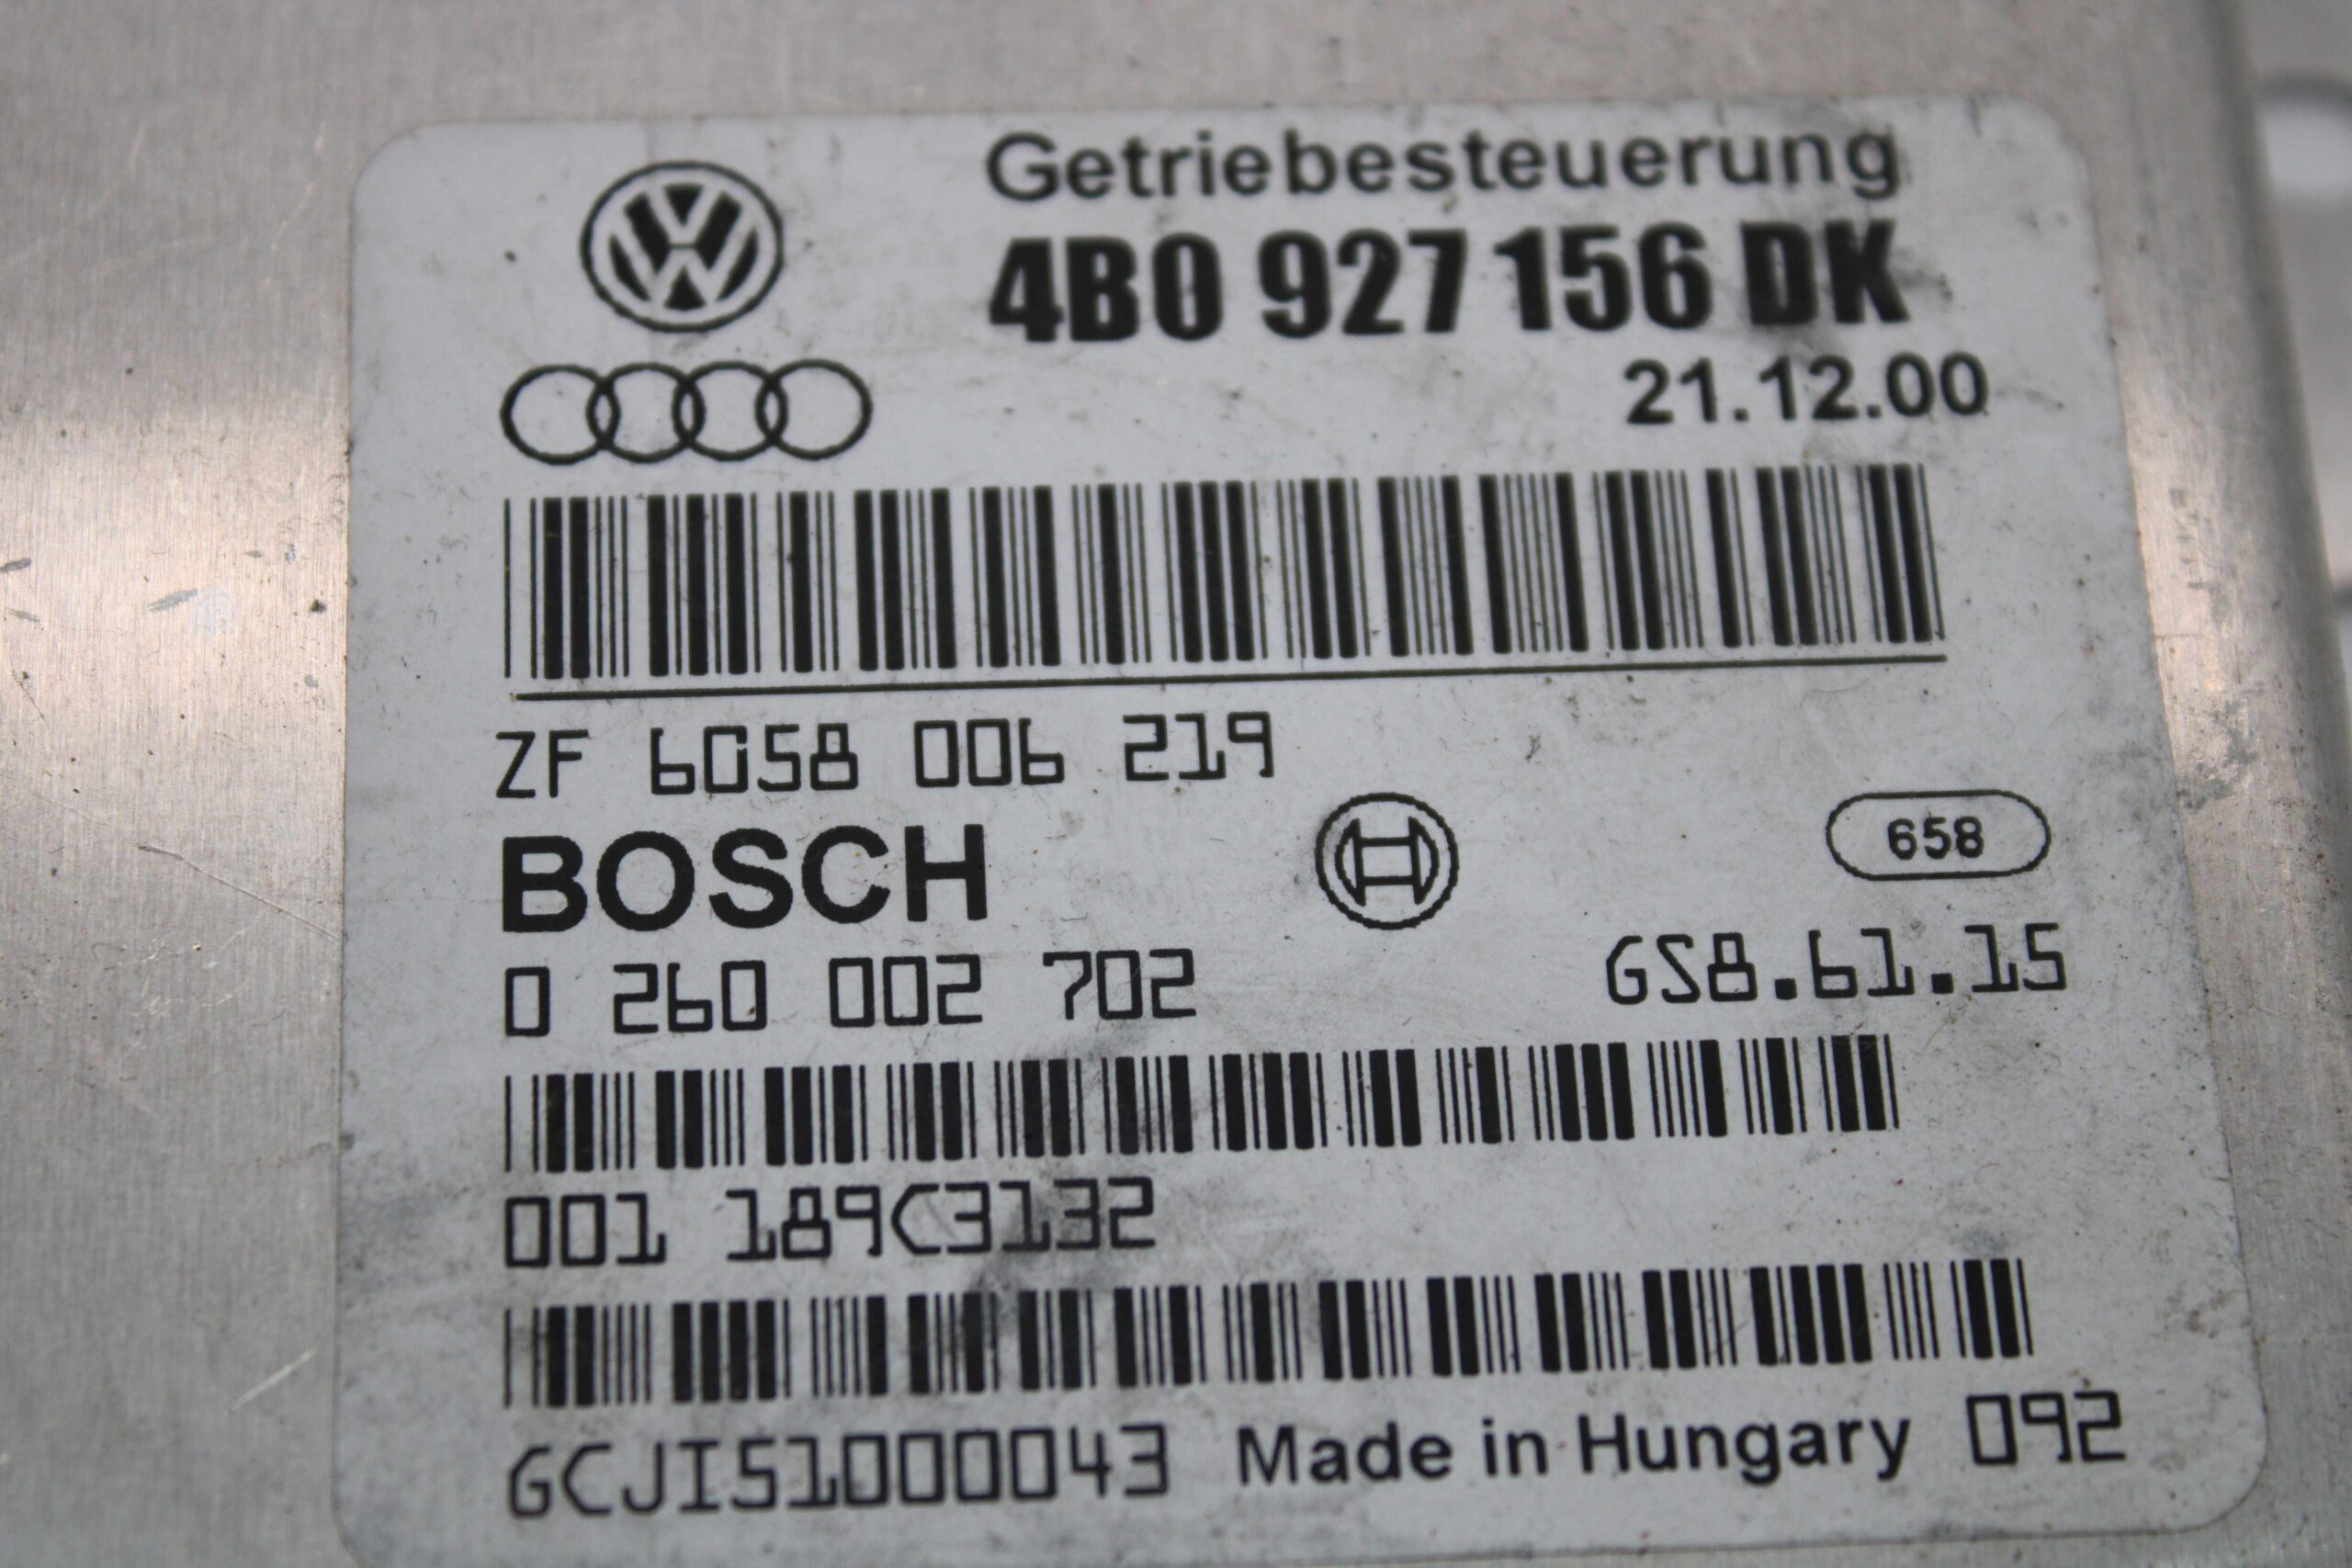 Getriebesteuerung
4B0 927 156 DK
21.12.00
ZF 6058 006 219
BOSCH
658
0 260 002 702 GS8.61.15
001 189C3132
GCJI51000043 Made in Hungary 092